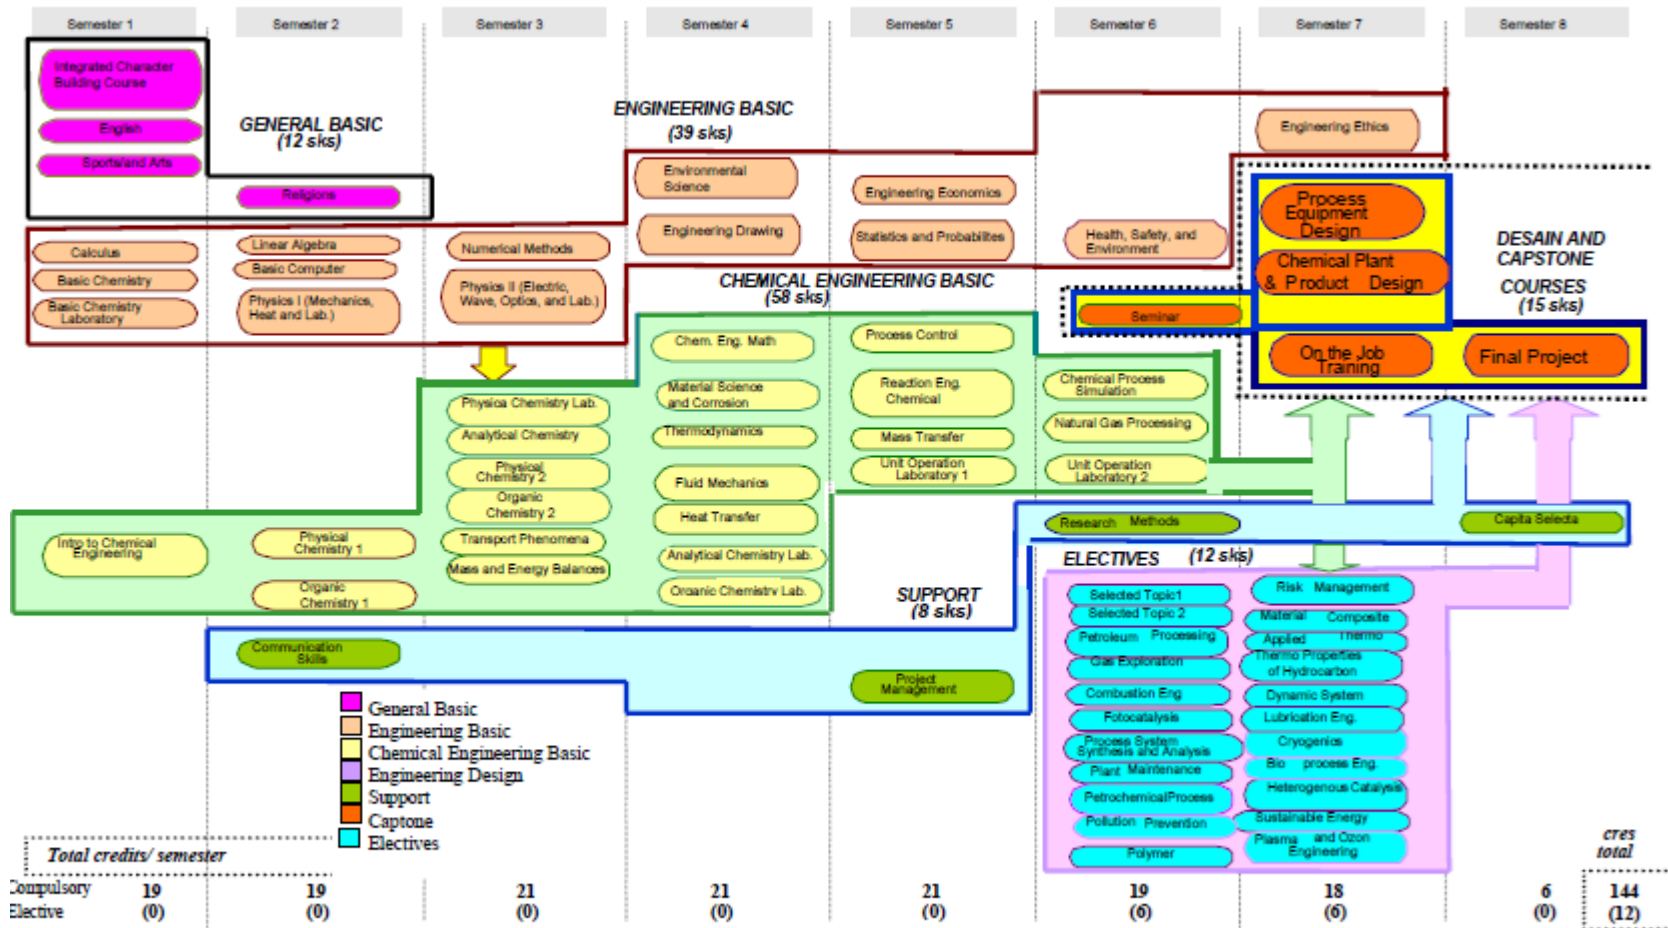 Semester 1
Semester 2
Semester 3
Semester 4
Semester 5
Semester 6
Semester 7
Semester 8
Integrated Character
Building Course
English
Sports/and Arts
GENERAL BASIC
(12 sks)
Religions
ENGINEERING BASIC
(39 sks)
Engineering Ethics
Environmental
Science
Engineering Economics
Engineering Drawing
Statistics and Probabilites
Health, Safety, and
Environment
Calculus
Basic Chemistry
Basic Chemistry
Laboratory
Linear Algebra
Basic Computer
Physics I (Mechanics,
Heat and Lab.)
Numerical Methods
Physics II (Electric,
Wave, Optics, and Lab.)
Process
Equipment
Design
Chemical Plant
& Product Design
DESAIN AND
CAPSTONE
COURSES
(15 sks)
Seminar
On the Job
Training
Final Project
CHEMICAL ENGINEERING BASIC
(58 sks)
Intro to Chemical
Engineering
Physical
Chemistry 1
Organic
Chemistry 1
Physica Chemistry Lab.
Analytical Chemistry
Physical
Chemistry 2
Organic
Chemistry 2
Transport Phenomena
Mass and Energy Balances
Chem. Eng. Math
Material Science
and Corrosion
Thermodynamics
Fluid Mechanics
Heat Transfer
Analytical Chemistry Lab.
Organic Chemistry Lab.
Process Control
Reaction Eng.
Chemical
Mass Transfer
Unit Operation
Laboratory 1
Chemical Process
Simulation
Natural Gas Processing
Unit Operation
Laboratory 2
SUPPORT
(8 sks)
Communication
Skills
Project
Management
Research Methods
Capita Selecta
ELECTIVES (12 sks)
Selected Topic1
Selected Topic 2
Petroleum Processing
Gas Exploration
Combustion Eng
Fotocatalysis
Process System
Synthesis and Analysis
Plant Maintenance
PetrochemicalProcess
Pollution Prevention
Polymer
Risk Management
Material Composite
Applied Thermo
Thermo Properties
of Hydrocarbon
Dynamic System
Lubrication Eng.
Cryogenics
Bio process Eng.
Heterogenous Catalysis
Sustainable Energy
Plasma and Ozon
Engineering
General Basic
Engineering Basic
Chemical Engineering Basic
Engineering Design
Support
Captone
Electives
Total credits/ semester
cres
total
Compulsory 19 19 21 21 21 19 18 6 144
Elective (0) (0) (0) (0) (0) (6) (6) (0) (12)